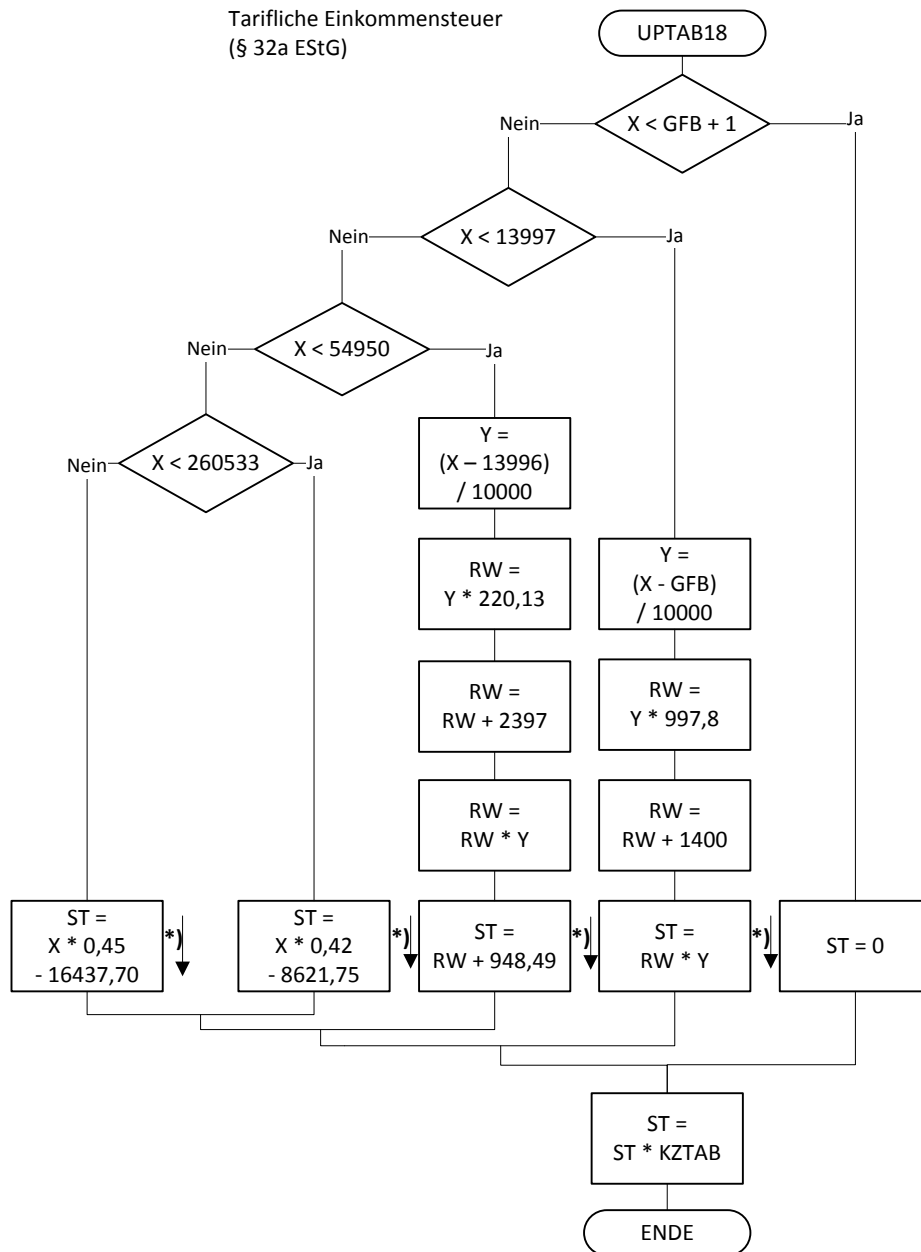 Tarifliche Einkommensteuer
(§ 32a EStG)
UPTAB18
X < GFB + 1
Nein
Ja
X < 13997
Nein
Ja
X < 54950
Nein
Ja
X < 260533
Nein
Ja
Y =
(X – 13996)
/ 10000
RW =
Y * 220,13
RW =
RW + 2397
RW =
RW * Y
Y =
(X - GFB)
/ 10000
RW =
Y * 997,8
RW =
RW + 1400
ST =
X * 0,45
- 16437,70
*)
ST =
X * 0,42
- 8621,75
*)
ST =
RW + 948,49
*)
ST =
RW * Y
*)
ST = 0
ST =
ST * KZTAB
ENDE